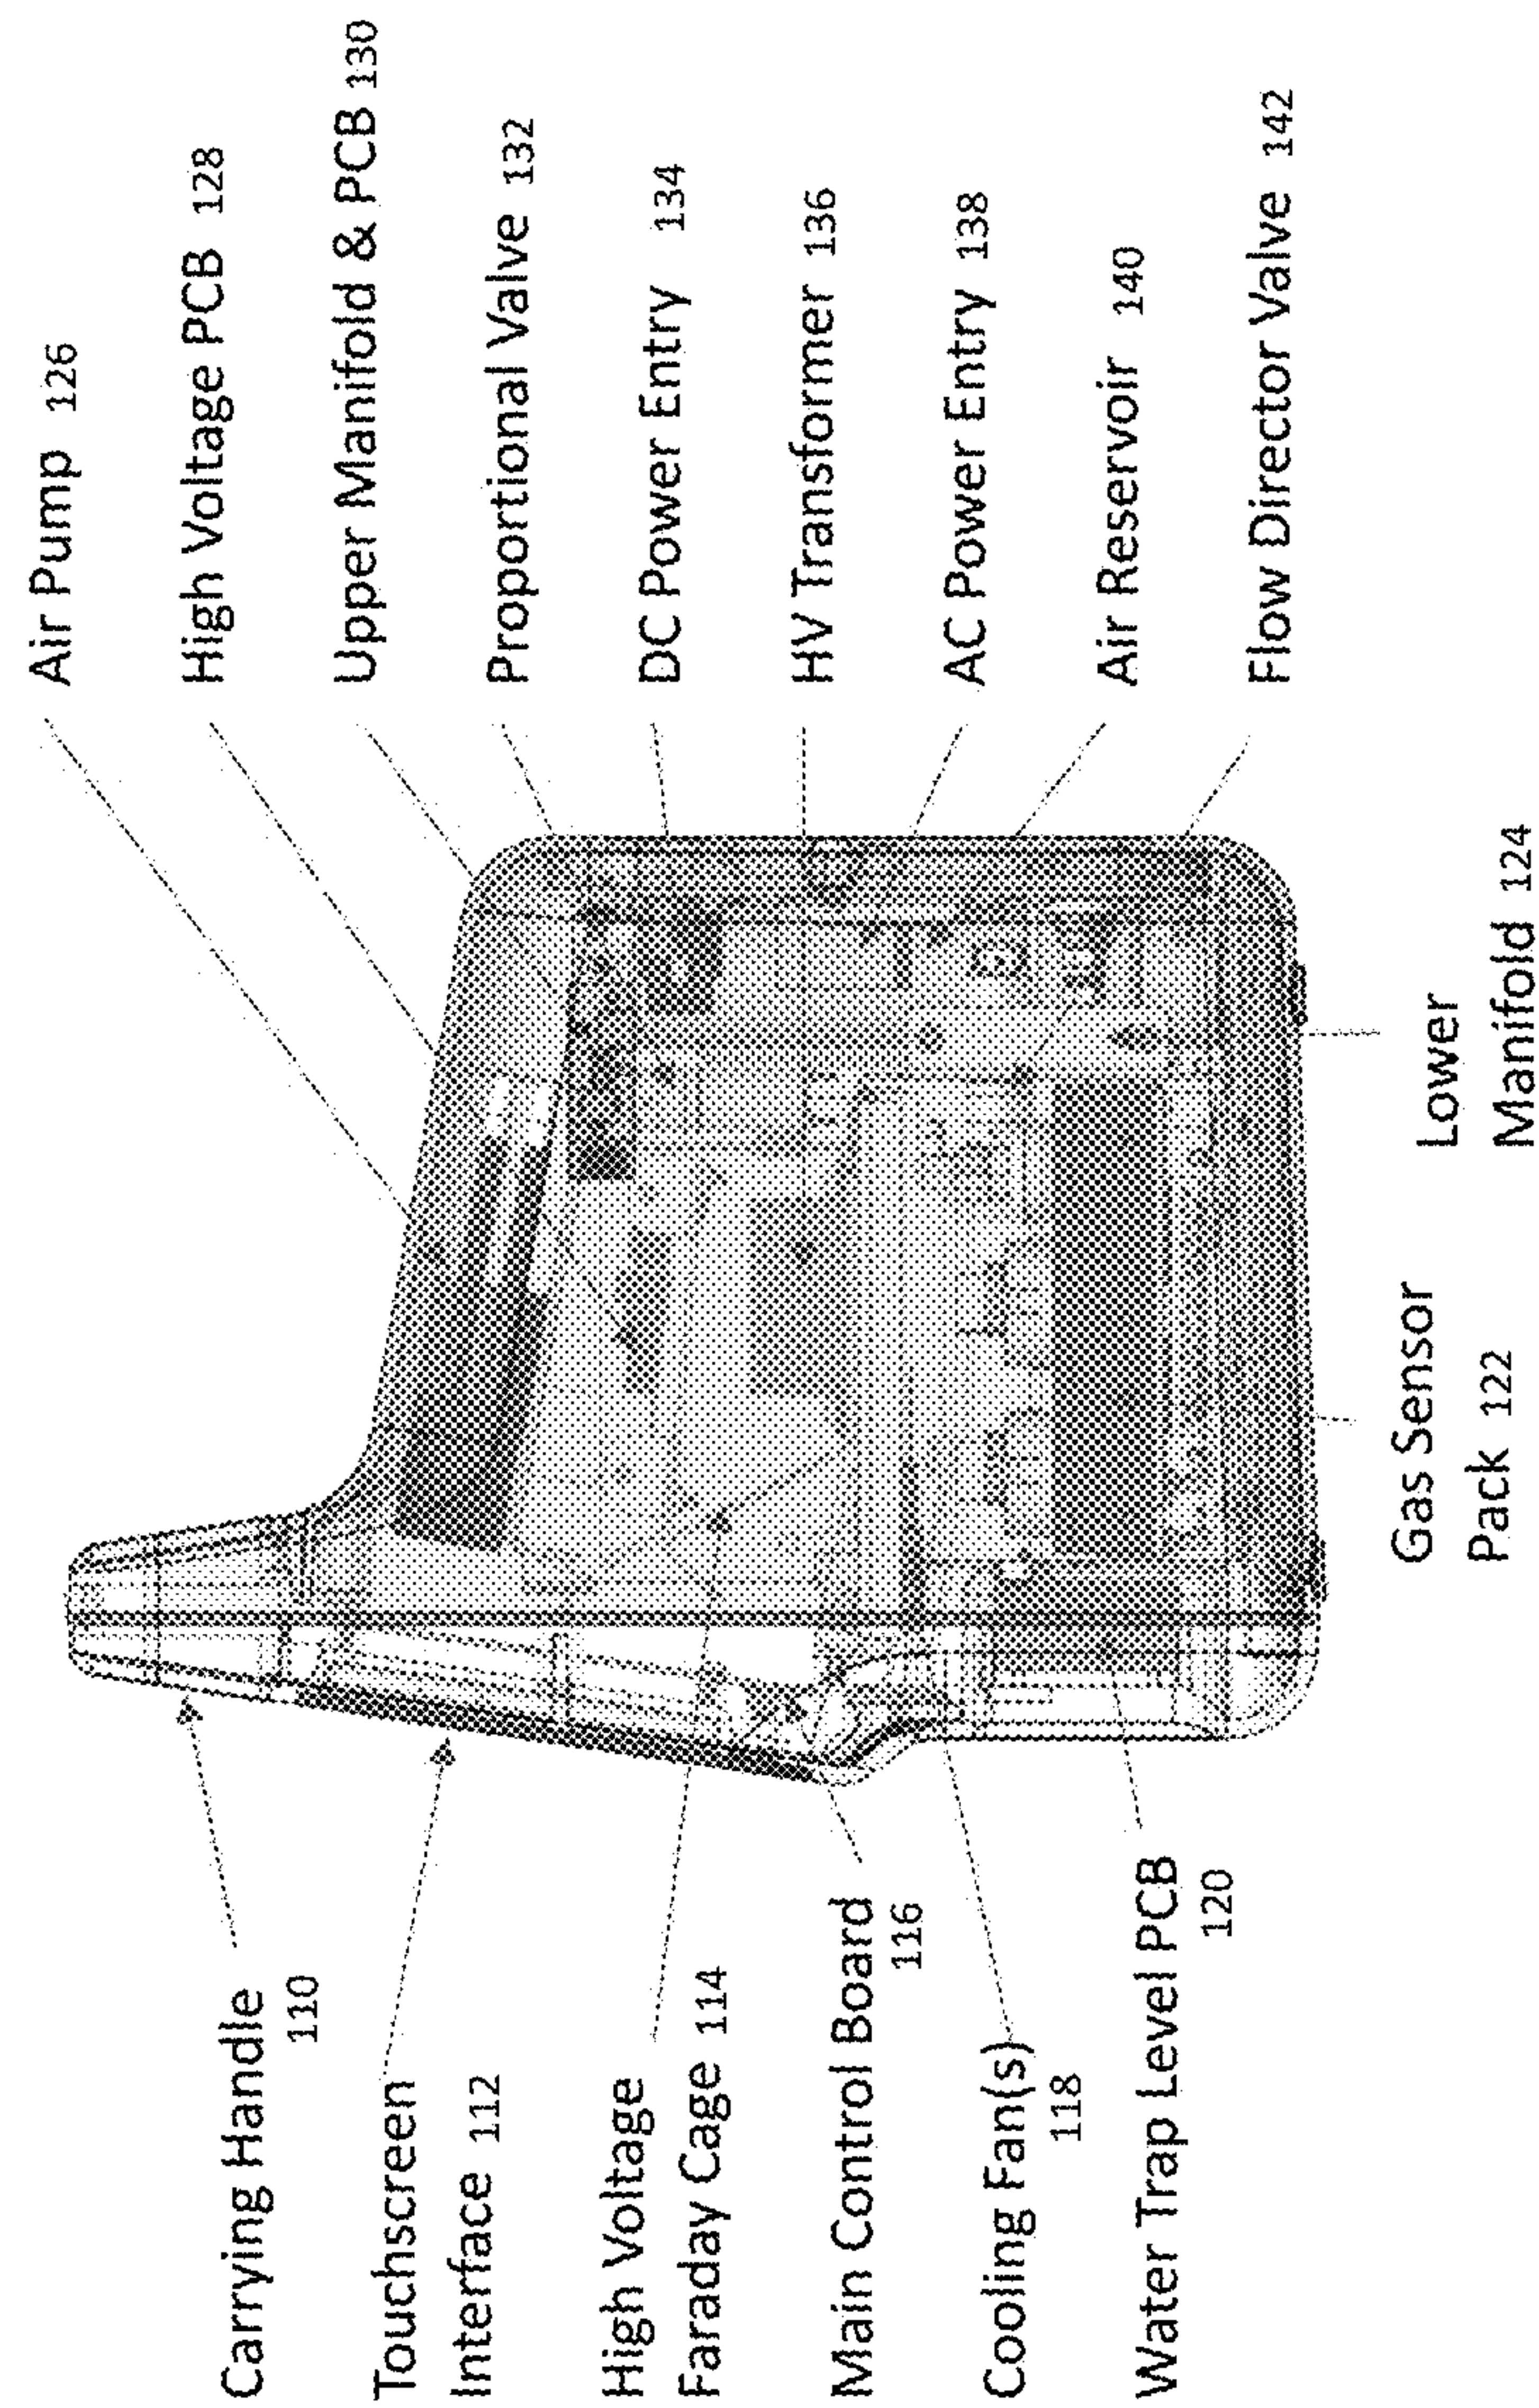 Carrying Handle
110
Touchscreen
Interface 112
High Voltage
Faraday Cage 114
Main Control Board
116
Cooling Fan(s)
118
Water Trap Level PCB
120
Gas Sensor
Pack 122
Lower
Manifold 124
Air Pump 126
High Voltage PCB 128
Upper Manifold & PCB 130
Proportional Valve 132
DC Power Entry 134
HV Transformer 136
AC Power Entry 138
Air Reservoir 140
Flow Director Valve 142